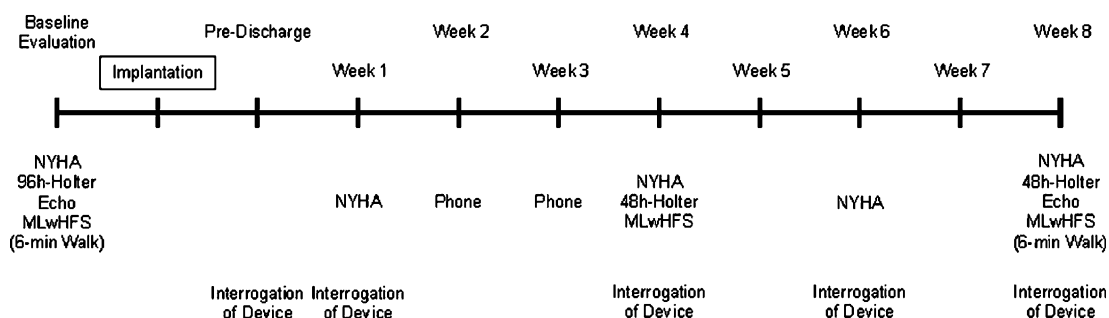 Baseline
Evaluation
Pre-Discharge
Week 2
Week 4
Week 6
Week 8
Implantation
Week 1
Week 3
Week 5
Week 7
NYHA
96h-Holter
Echo
MLwHFS
(6-min Walk)
NYHA
Phone
Phone
NYHA
48h-Holter
MLwHFS
NYHA
NYHA
48h-Holter
Echo
MLwHFS
(6-min Walk)
Interrogation
of Device
Interrogation
of Device
Interrogation
of Device
Interrogation
of Device
Interrogation
of Device